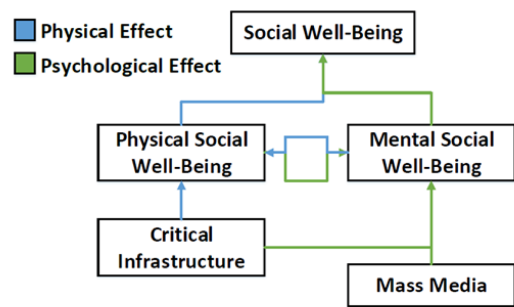 Physical Effect
Psychological Effect
Social Well-Being
Physical Social
Well-Being
Mental Social
Well-Being
Critical
Infrastructure
Mass Media